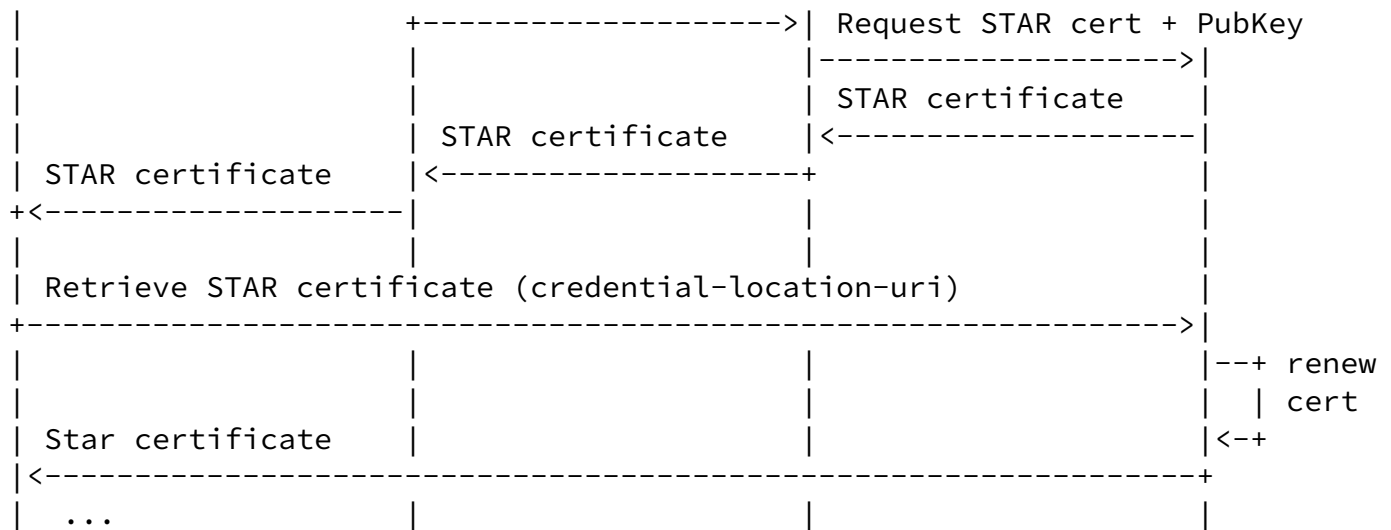 Request STAR cert + PubKey
STAR certificate
STAR certificate
STAR certificate
Retrieve STAR certificate (credential-location-uri)
renew
cert
Star certificate
...